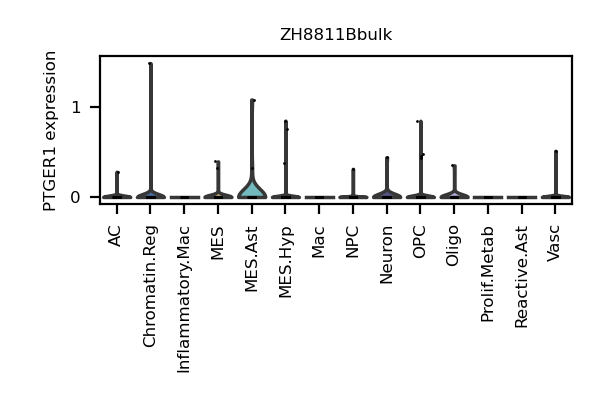 ZH8811Bbulk
PTGER1 expression
1
0
AC
Chromatin.Reg
Inflammatory.Mac
MES
MES.Ast
MES.Hyp
Mac
NPC
Neuron
OPC
Oligo
Prolif.Metab
Reactive.Ast
Vasc